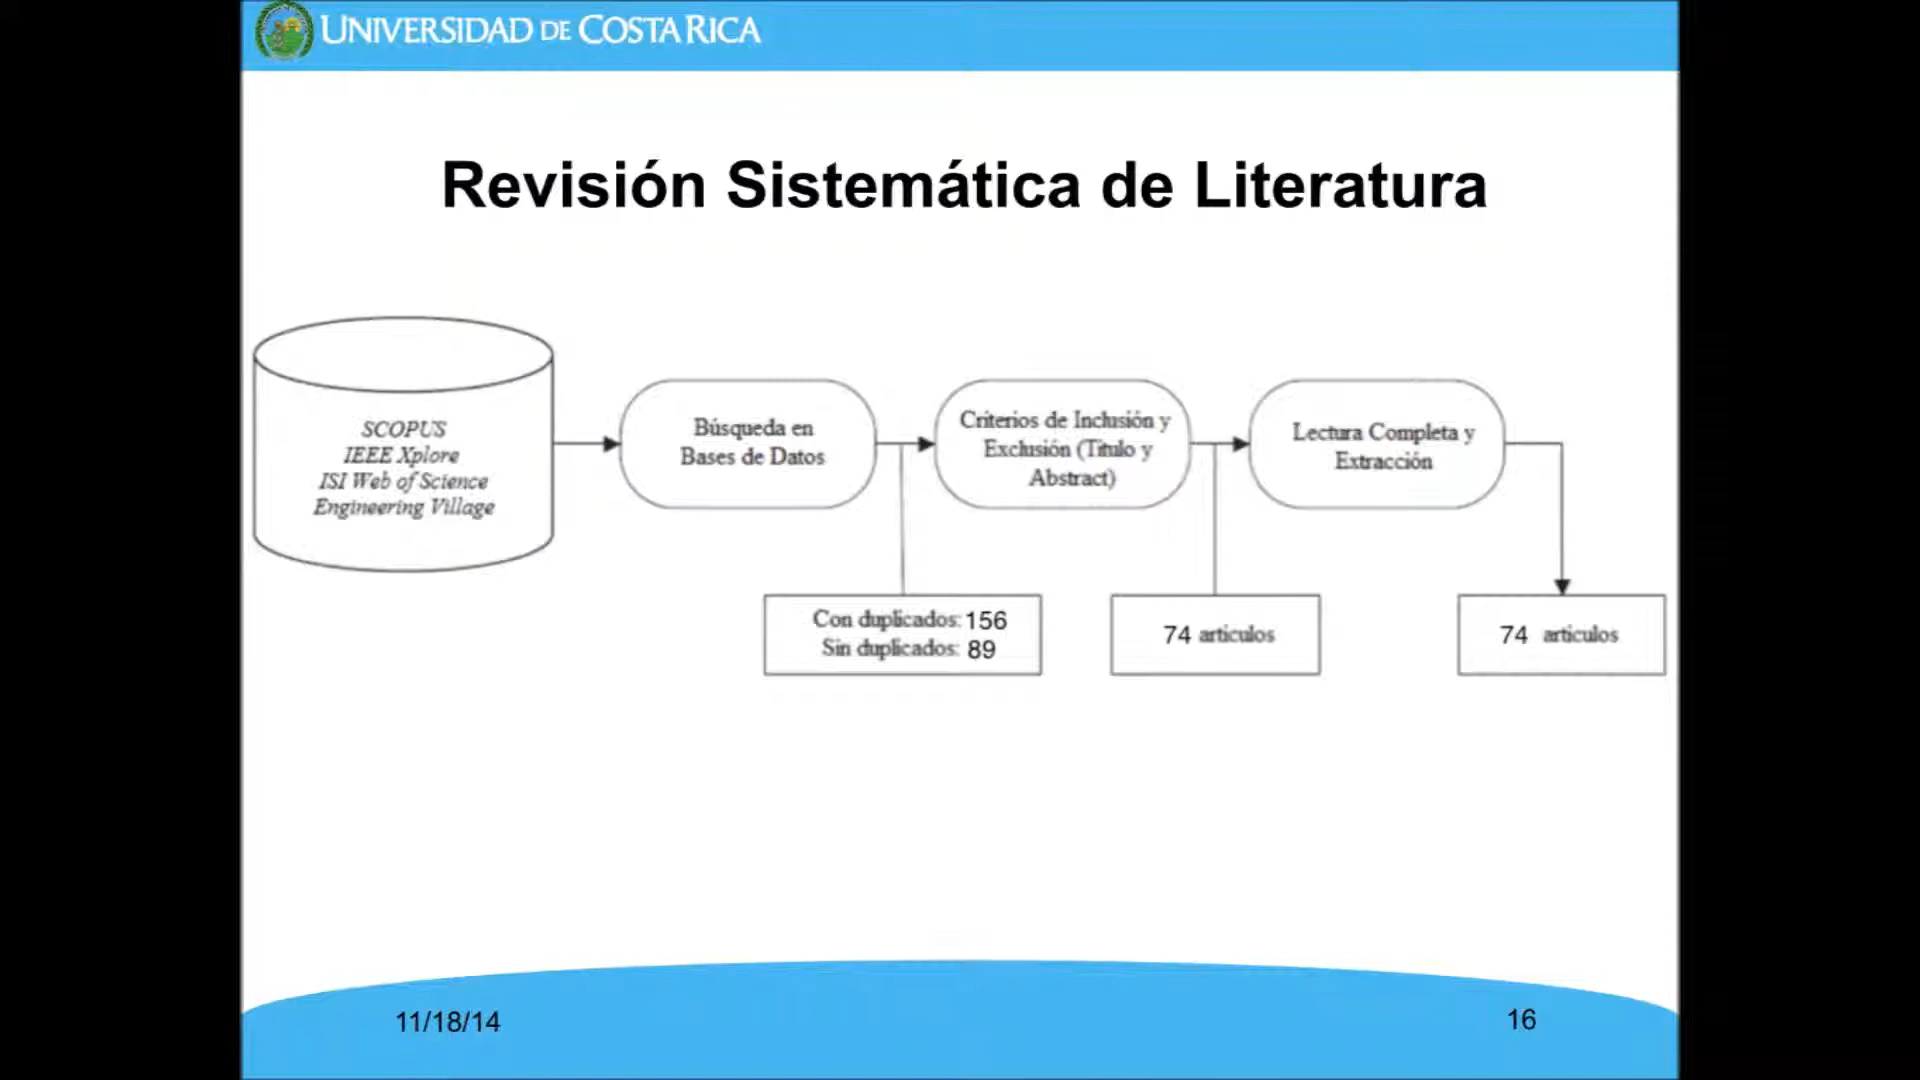 UNIVERSIDAD DE COSTA RICA
Revisión Sistemática de Literatura
SCOPUS
IEEE Xplore
ISI Web of Science
Engineering Village
Búsqueda en
Bases de Datos
Criterios de Inclusión y
Exclusión (Título y
Abstract)
Lectura Completa y
Extracción
Con duplicados: 156
Sin duplicados: 89
74 artículos
74 artículos
11/18/14
16